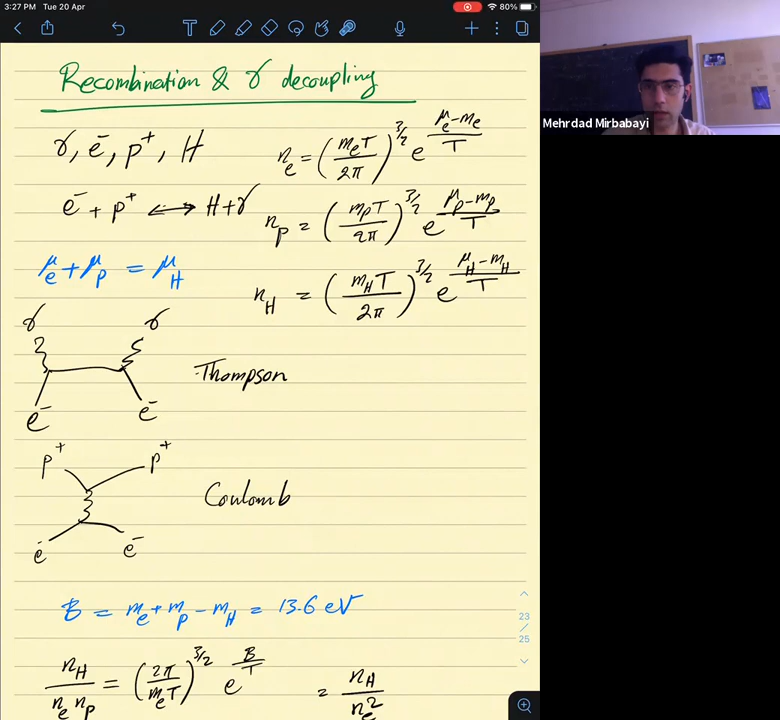 3:27 PM Tue 20 Apr
80%
Recombination & γ decoupling
γ, e⁻, p⁺, H
n_e = (m_e T / 2π)^{3/2} e^{(μ_e - m_e)/T}
e⁻ + p⁺ ⟷ H + γ
n_p = (m_p T / 2π)^{3/2} e^{(μ_p - m_p)/T}
μ_e + μ_p = μ_H
n_H = (m_H T / 2π)^{3/2} e^{(μ_H - m_H)/T}
γ γ
Thompson
e⁻ e⁻
p⁺ p⁺
Coulomb
e⁻ e⁻
B = m_e + m_p - m_H = 13.6 eV
n_H / n_e n_p = (2π / m_e T)^{3/2} e^{B/T} = n_H / n_e²
23
/
25
Mehrdad Mirbabayi